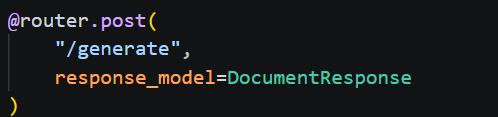 @router.post(
    "/generate",
    response_model=DocumentResponse
)